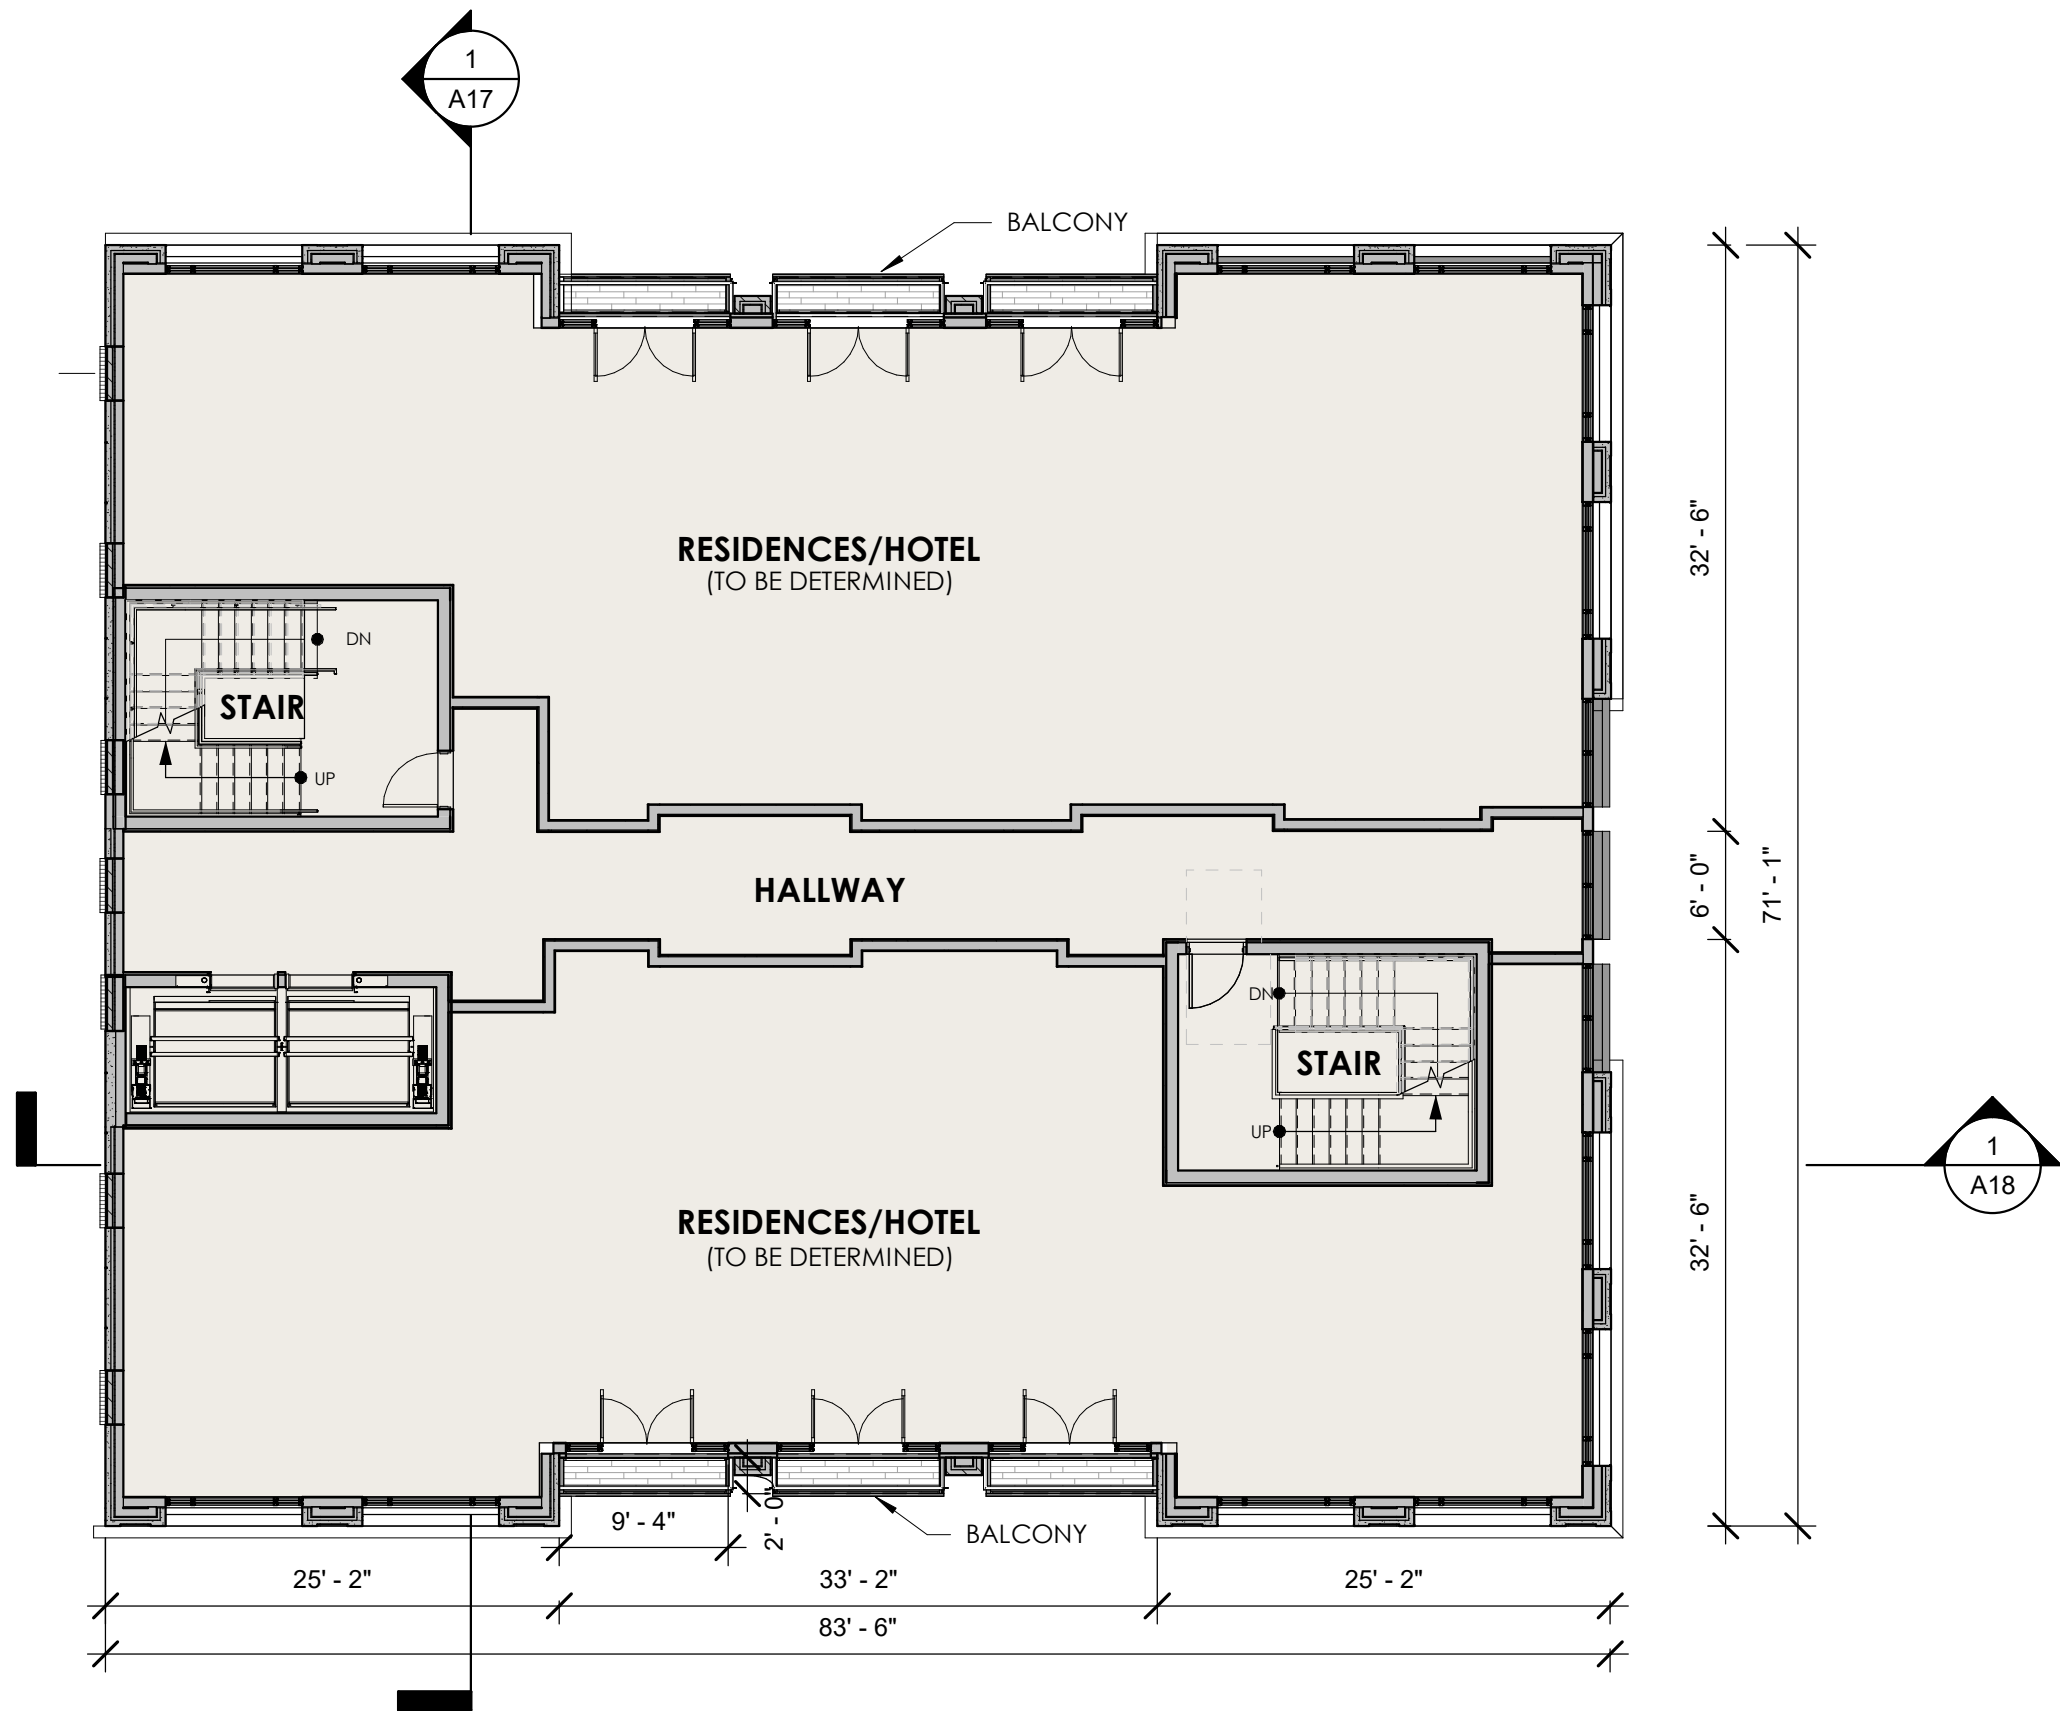 1
A17
BALCONY
RESIDENCES/HOTEL
(TO BE DETERMINED)
32' - 6"
DN
STAIR
UP
HALLWAY
6' - 0"
71' - 1"
DN
STAIR
UP
1
A18
RESIDENCES/HOTEL
(TO BE DETERMINED)
32' - 6"
9' - 4"
2' - 0"
BALCONY
25' - 2"
33' - 2"
25' - 2"
83' - 6"